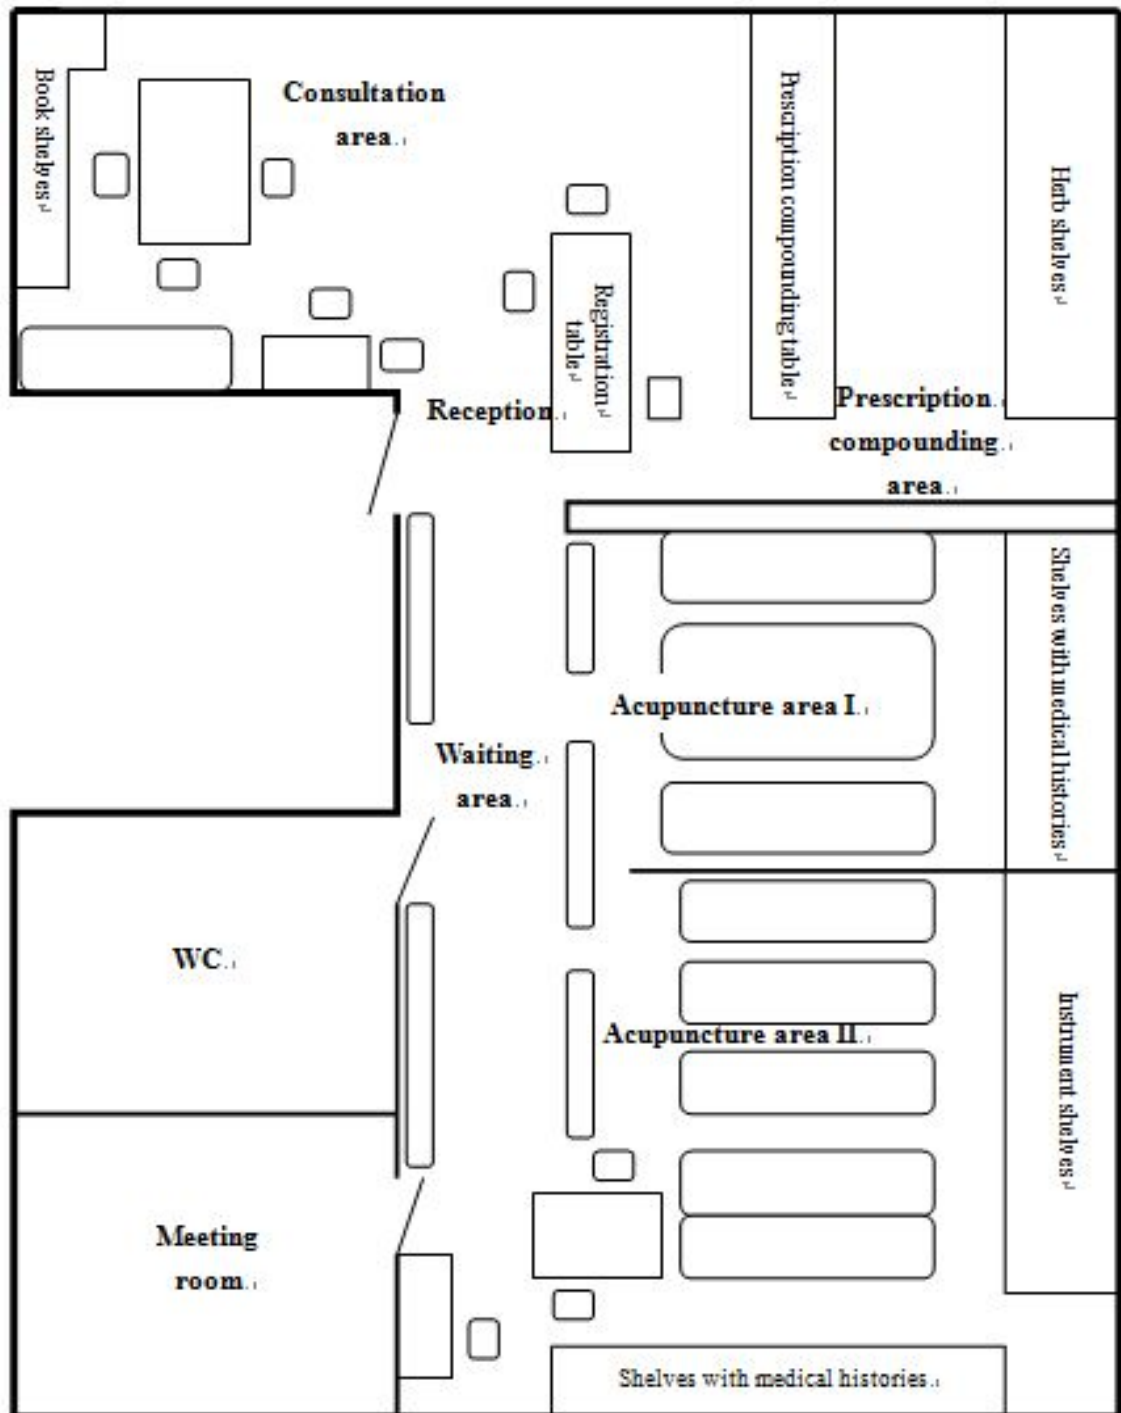 Book shelves
Consultation
area
Prescription compounding table
Herb shelves
Registration
table
Reception
Prescription
compounding
area
Shelves with medical histories
Acupuncture area I
Waiting
area
WC
Acupuncture area II
Instrument shelves
Meeting
room
Shelves with medical histories